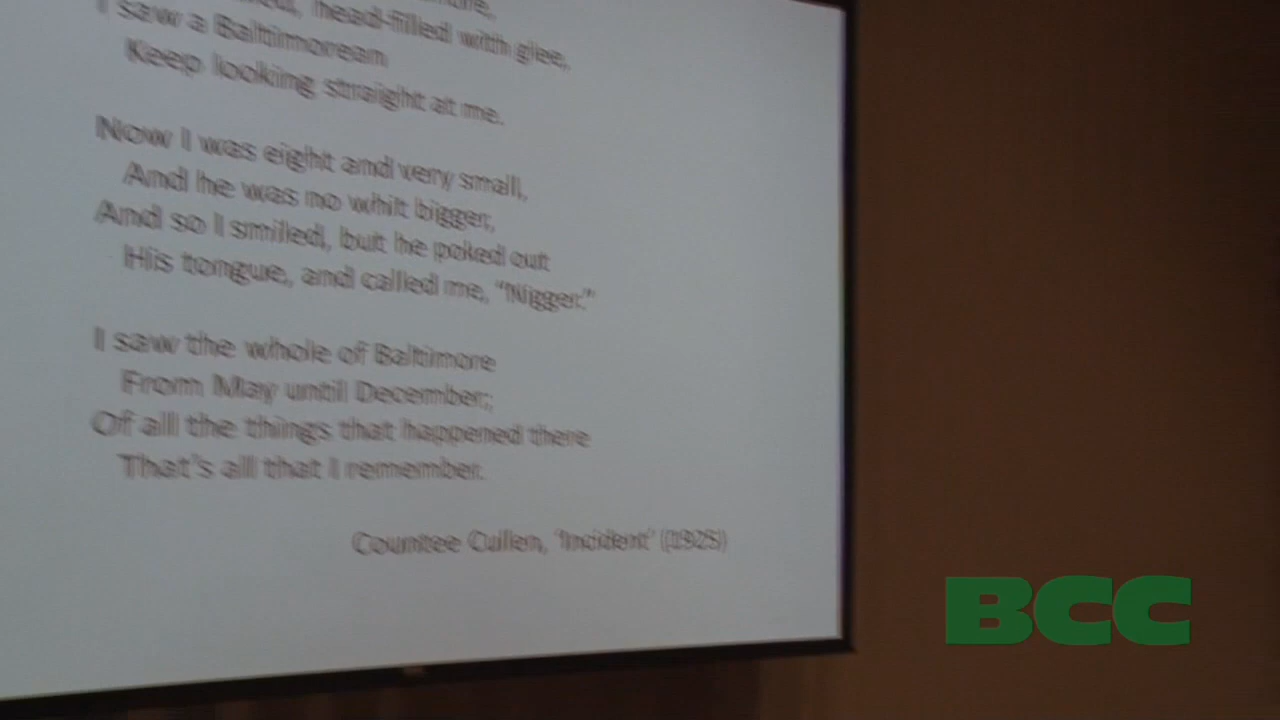 head-filled with glee,
I saw a Baltimorean
Keep looking straight at me.
Now I was eight and very small,
And he was no whit bigger,
And so I smiled, but he poked out
His tongue, and called me, “Nigger.”
I saw the whole of Baltimore
From May until December;
Of all the things that happened there
That’s all that I remember.
Countee Cullen, ‘Incident’ (1925)
BCC